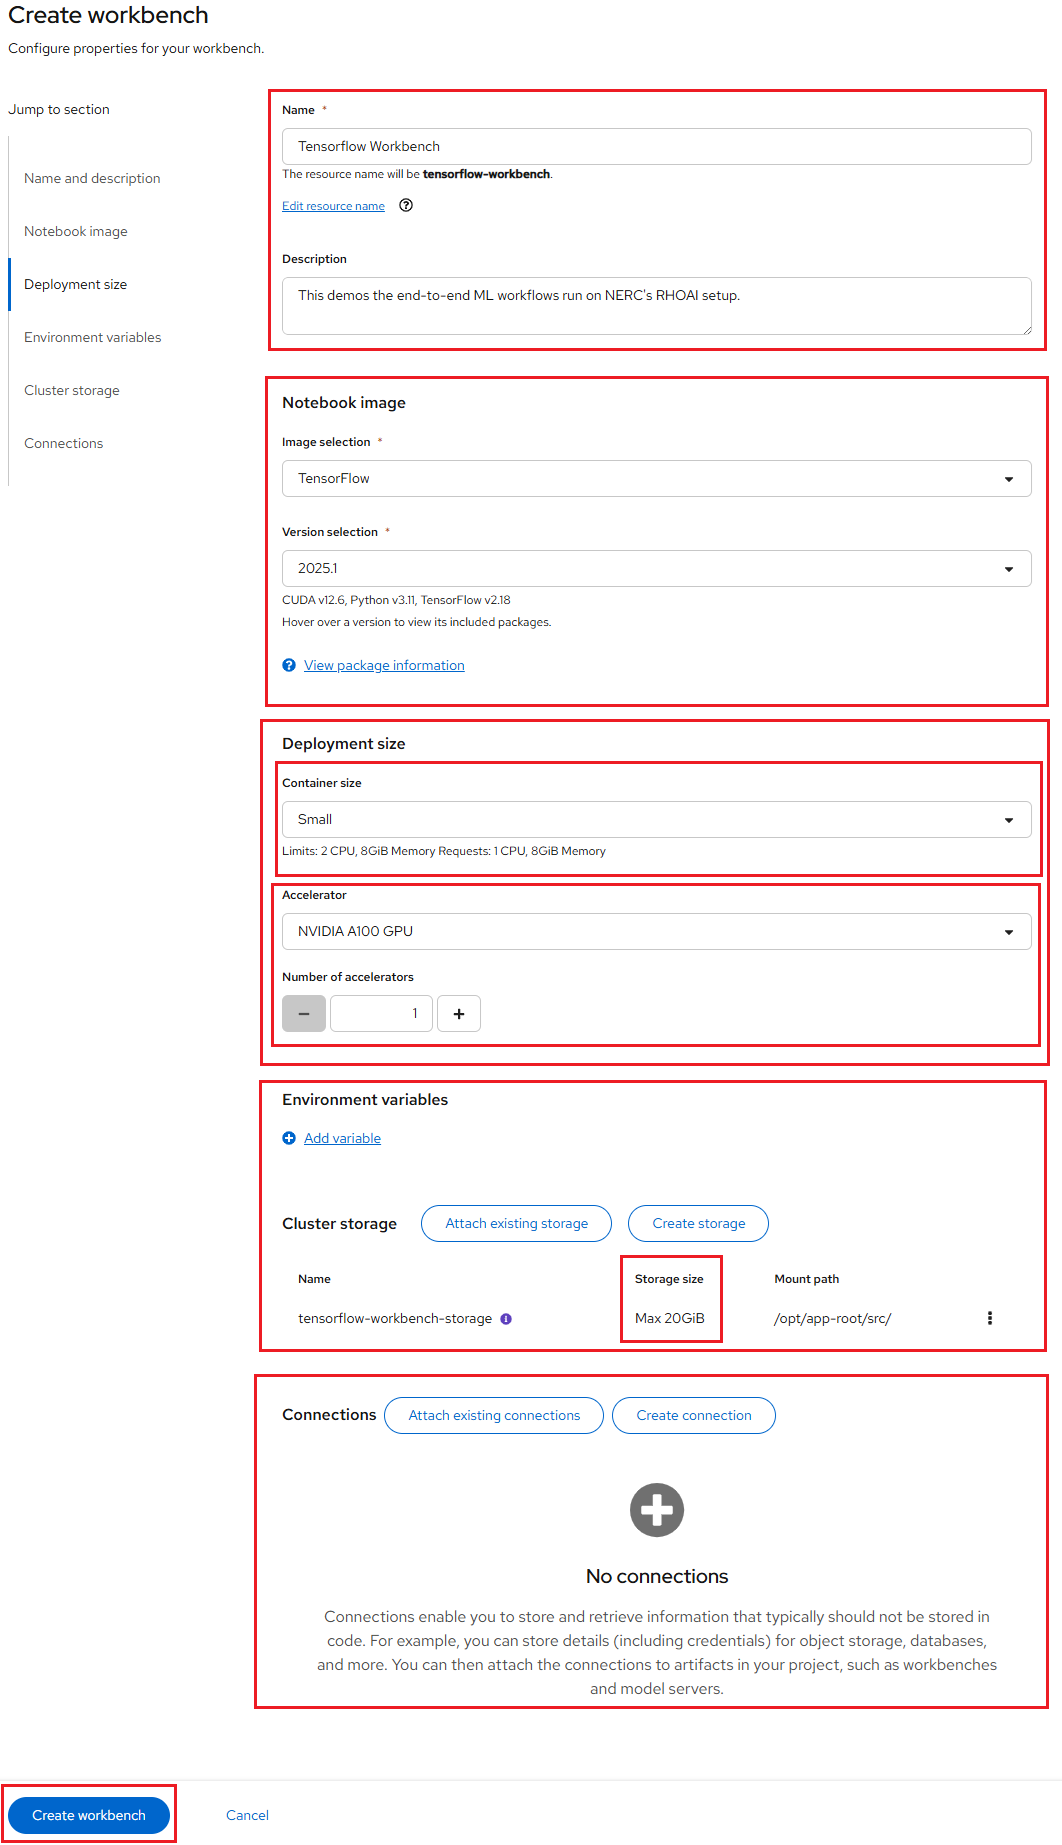 Create workbench
Configure properties for your workbench.
Jump to section
Name and description
Notebook image
Deployment size
Environment variables
Cluster storage
Connections
Name *
Tensorflow Workbench
The resource name will be tensorflow-workbench.
Edit resource name
Description
This demos the end-to-end ML workflows run on NERC's RHOAI setup.
Notebook image
Image selection *
TensorFlow
Version selection *
2025.1
CUDA v12.6, Python v3.11, TensorFlow v2.18
Hover over a version to view its included packages.
View package information
Deployment size
Container size
Small
Limits: 2 CPU, 8GiB Memory Requests: 1 CPU, 8GiB Memory
Accelerator
NVIDIA A100 GPU
Number of accelerators
1
Environment variables
Add variable
Cluster storage Attach existing storage Create storage
Name Storage size Mount path
tensorflow-workbench-storage Max 20GiB /opt/app-root/src/
Connections Attach existing connections Create connection
No connections
Connections enable you to store and retrieve information that typically should not be stored in
code. For example, you can store details (including credentials) for object storage, databases,
and more. You can then attach the connections to artifacts in your project, such as workbenches
and model servers.
Create workbench Cancel